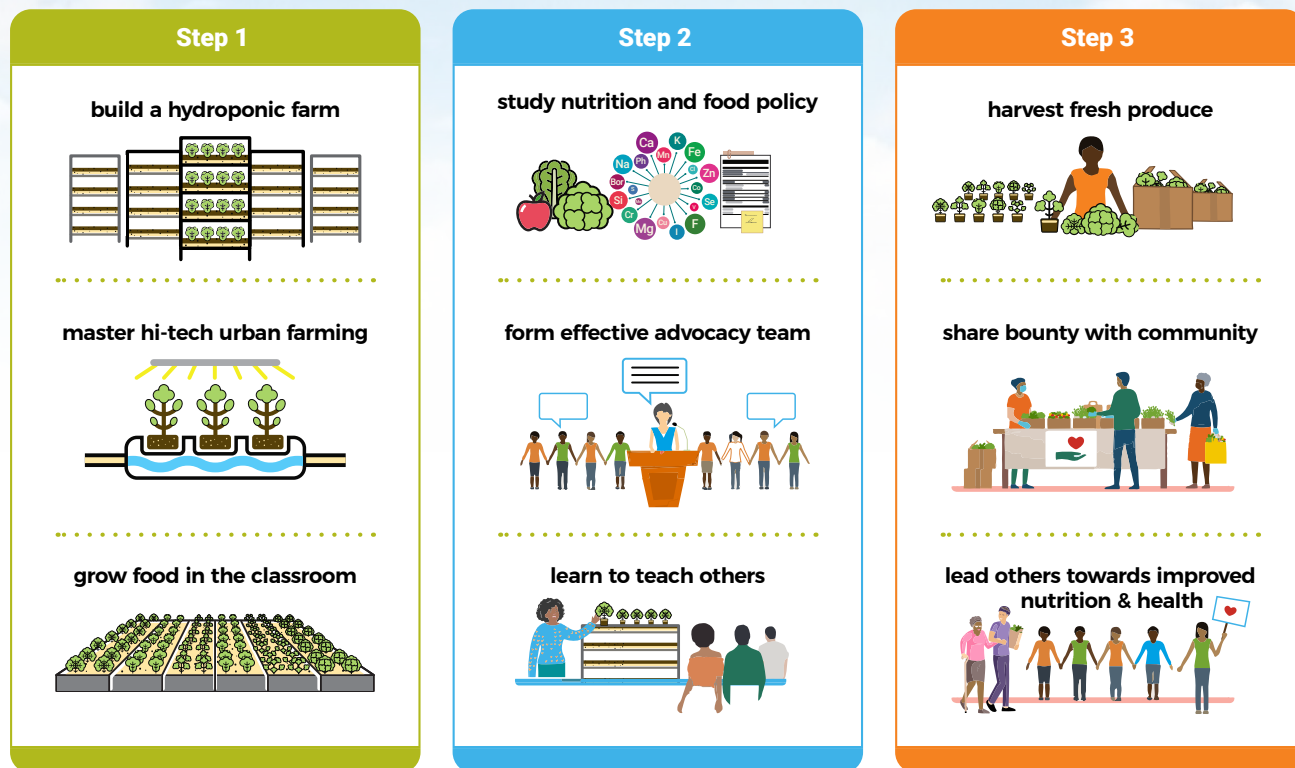 Step 1
build a hydroponic farm
master hi-tech urban farming
grow food in the classroom
Step 2
study nutrition and food policy
Ca
K
Mn
Fe
Na
Ph
Zn
Bor
Co
Si
Se
Cr
Mg
Cu
I
F
form effective advocacy team
learn to teach others
Step 3
harvest fresh produce
share bounty with community
lead others towards improved
nutrition & health